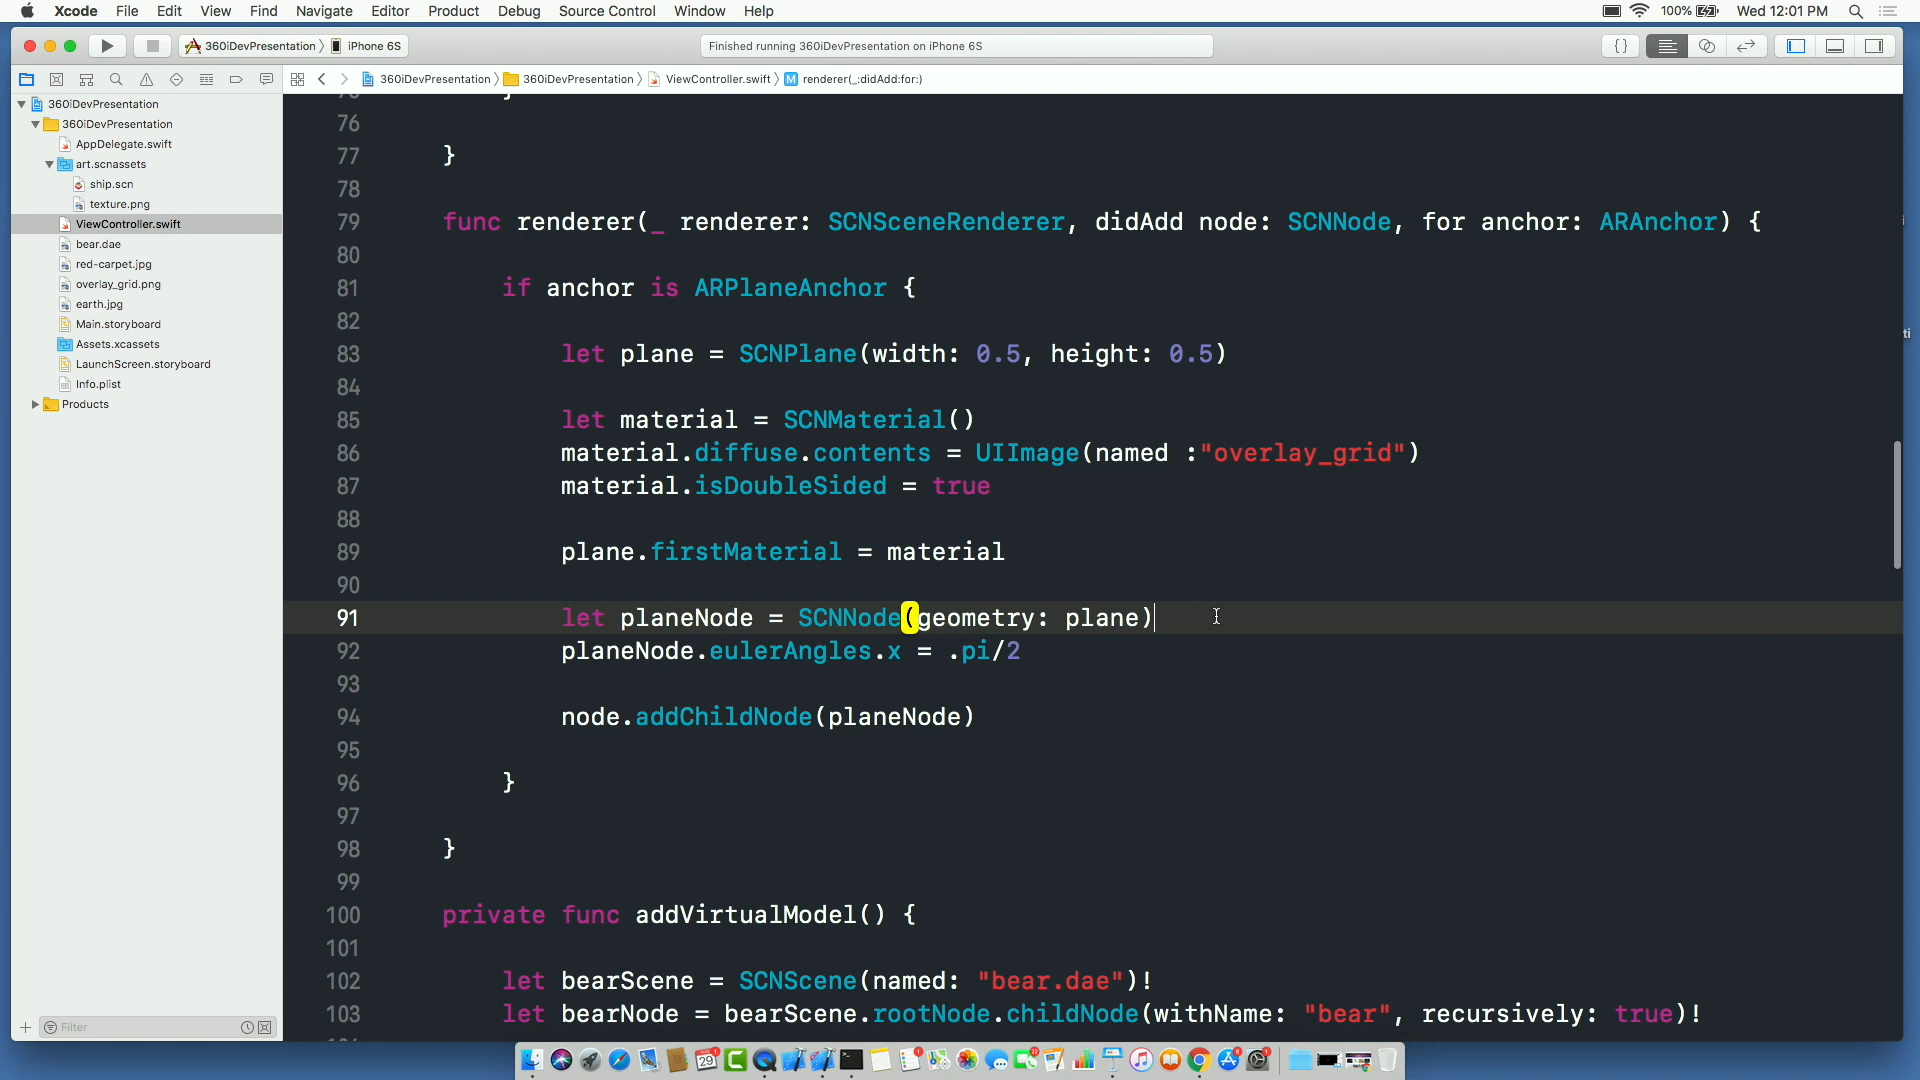 Xcode File Edit View Find Navigate Editor Product Debug Source Control Window Help 100% Wed 12:01 PM
360iDevPresentation iPhone 6S Finished running 360iDevPresentation on iPhone 6S {}
360iDevPresentation 360iDevPresentation ViewController.swift M renderer(_:didAdd:for:)
360iDevPresentation
360iDevPresentation
AppDelegate.swift
art.scnassets
ship.scn
texture.png
ViewController.swift
bear.dae
red-carpet.jpg
overlay_grid.png
earth.jpg
Main.storyboard
Assets.xcassets
LaunchScreen.storyboard
Info.plist
Products
Filter
76
77 }
78
79 func renderer(_ renderer: SCNSceneRenderer, didAdd node: SCNNode, for anchor: ARAnchor) {
80
81 if anchor is ARPlaneAnchor {
82
83 let plane = SCNPlane(width: 0.5, height: 0.5)
84
85 let material = SCNMaterial()
86 material.diffuse.contents = UIImage(named :"overlay_grid")
87 material.isDoubleSided = true
88
89 plane.firstMaterial = material
90
91 let planeNode = SCNNode(geometry: plane)
92 planeNode.eulerAngles.x = .pi/2
93
94 node.addChildNode(planeNode)
95
96 }
97
98 }
99
100 private func addVirtualModel() {
101
102 let bearScene = SCNScene(named: "bear.dae")!
103 let bearNode = bearScene.rootNode.childNode(withName: "bear", recursively: true)!